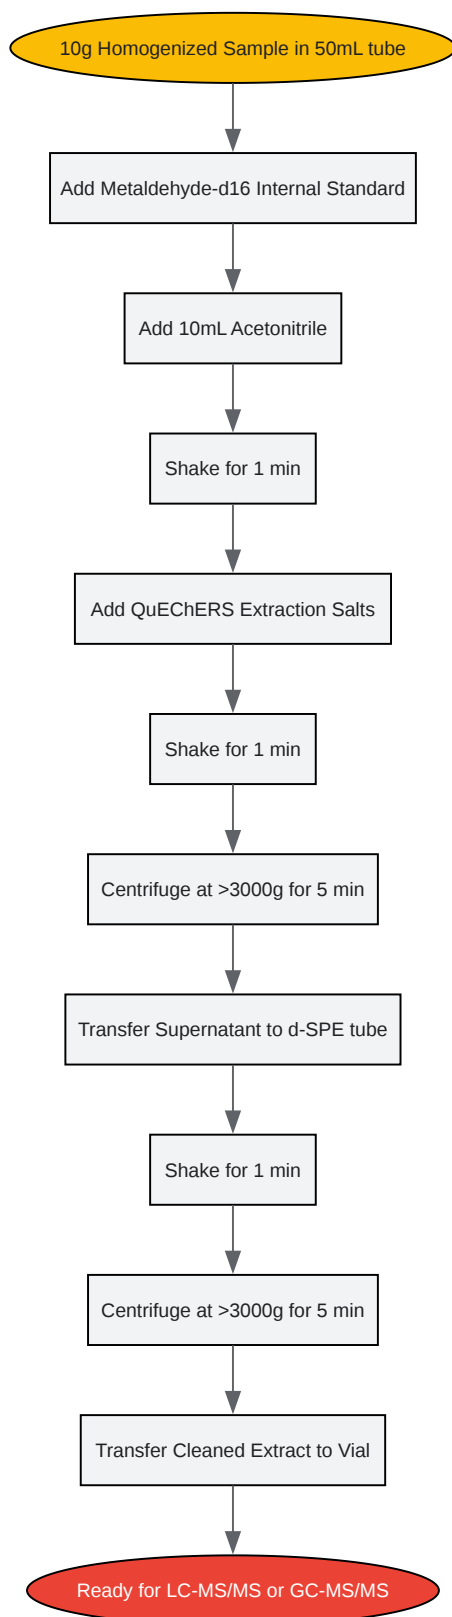 10g Homogenized Sample in 50mL tube
Add Metaldehyde-d16 Internal Standard
Add 10mL Acetonitrile
Shake for 1 min
Add QuEChERS Extraction Salts
Shake for 1 min
Centrifuge at >3000g for 5 min
Transfer Supernatant to d-SPE tube
Shake for 1 min
Centrifuge at >3000g for 5 min
Transfer Cleaned Extract to Vial
Ready for LC-MS/MS or GC-MS/MS